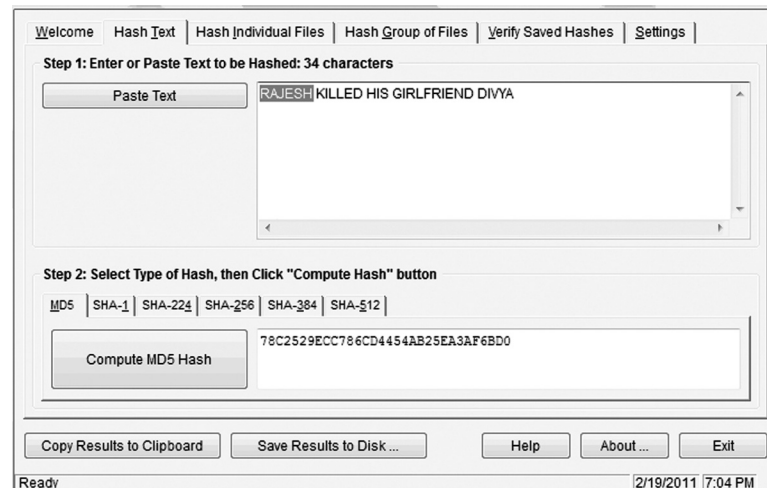 Welcome Hash Text Hash Individual Files Hash Group of Files Verify Saved Hashes Settings
Step 1: Enter or Paste Text to be Hashed: 34 characters
Paste Text
RAJESH KILLED HIS GIRLFRIEND DIVYA
Step 2: Select Type of Hash, then Click "Compute Hash" button
MD5 SHA-1 SHA-224 SHA-256 SHA-384 SHA-512
Compute MD5 Hash
78C2529ECC786CD4454AB25EA3AF6BD0
Copy Results to Clipboard Save Results to Disk ... Help About ... Exit
Ready 2/19/2011 7:04 PM